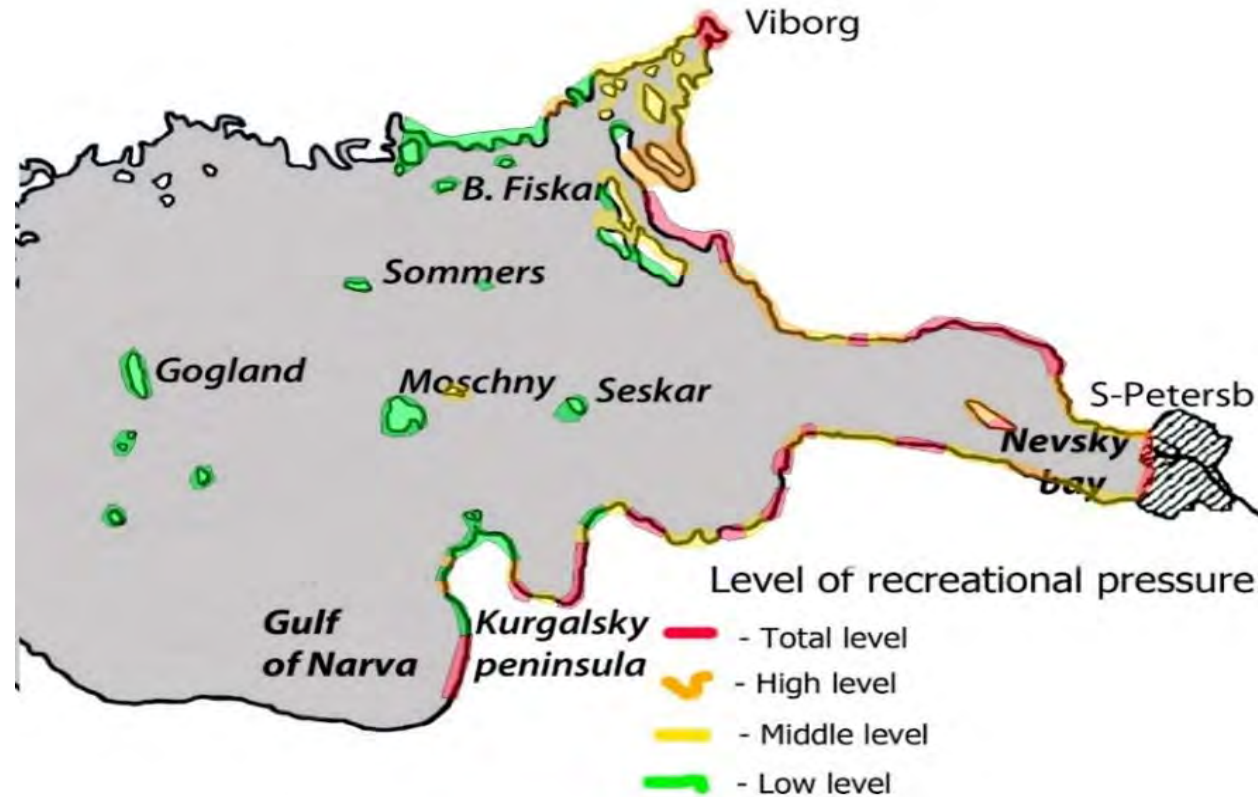 Viborg
B. Fiskar
Sommers
Gogland
Moschny
Seskar
S-Petersb
Nevsky
bay
Level of recreational pressure
Gulf
of Narva
Kurgalsky
peninsula
- Total level
- High level
- Middle level
- Low level